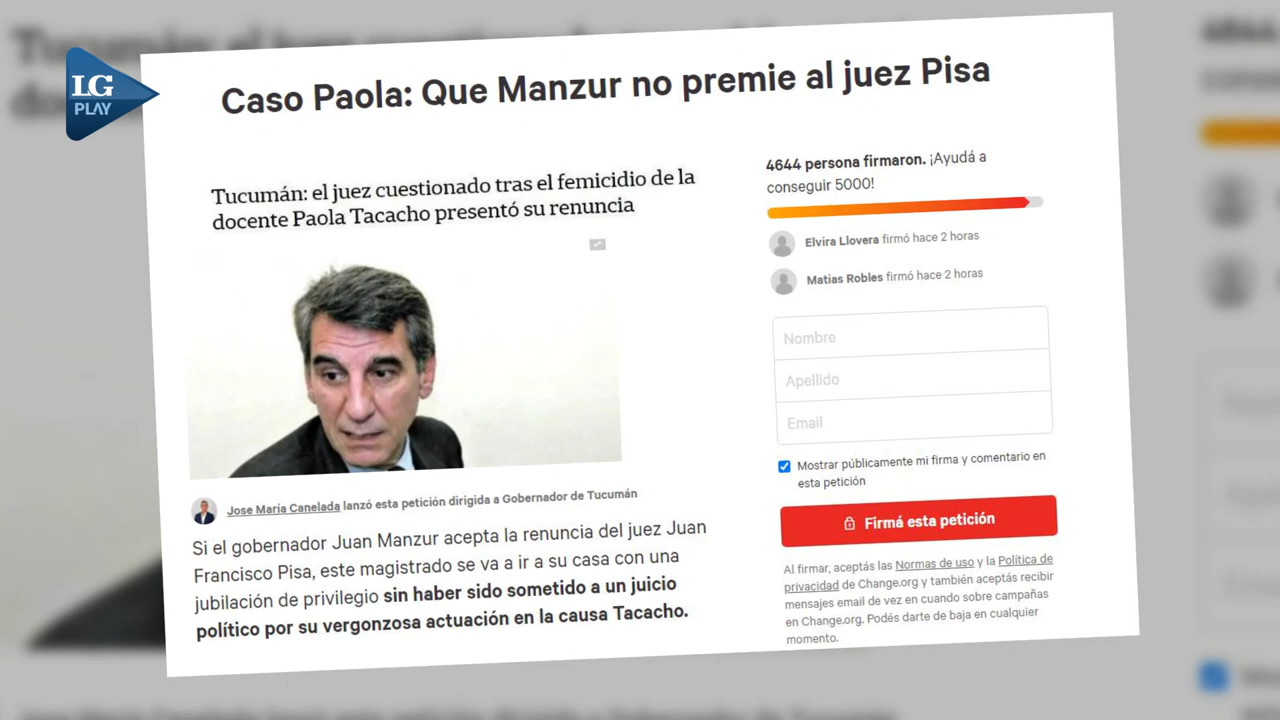 LG
PLAY
Caso Paola: Que Manzur no premie al juez Pisa
Tucumán: el juez cuestionado tras el femicidio de la
docente Paola Tacacho presentó su renuncia
Jose María Canelada lanzó esta petición dirigida a Gobernador de Tucumán
Si el gobernador Juan Manzur acepta la renuncia del juez Juan
Francisco Pisa, este magistrado se va a ir a su casa con una
jubilación de privilegio sin haber sido sometido a un juicio
político por su vergonzosa actuación en la causa Tacacho.
4644 persona firmaron. ¡Ayudá a
conseguir 5000!
Elvira Llovera firmó hace 2 horas
Matias Robles firmó hace 2 horas
Nombre
Apellido
Email
Mostrar públicamente mi firma y comentario en
esta petición
Firmá esta petición
Al firmar, aceptás las Normas de uso y la Política de
privacidad de Change.org y también aceptás recibir
mensajes email de vez en cuando sobre campañas
en Change.org. Podés darte de baja en cualquier
momento.